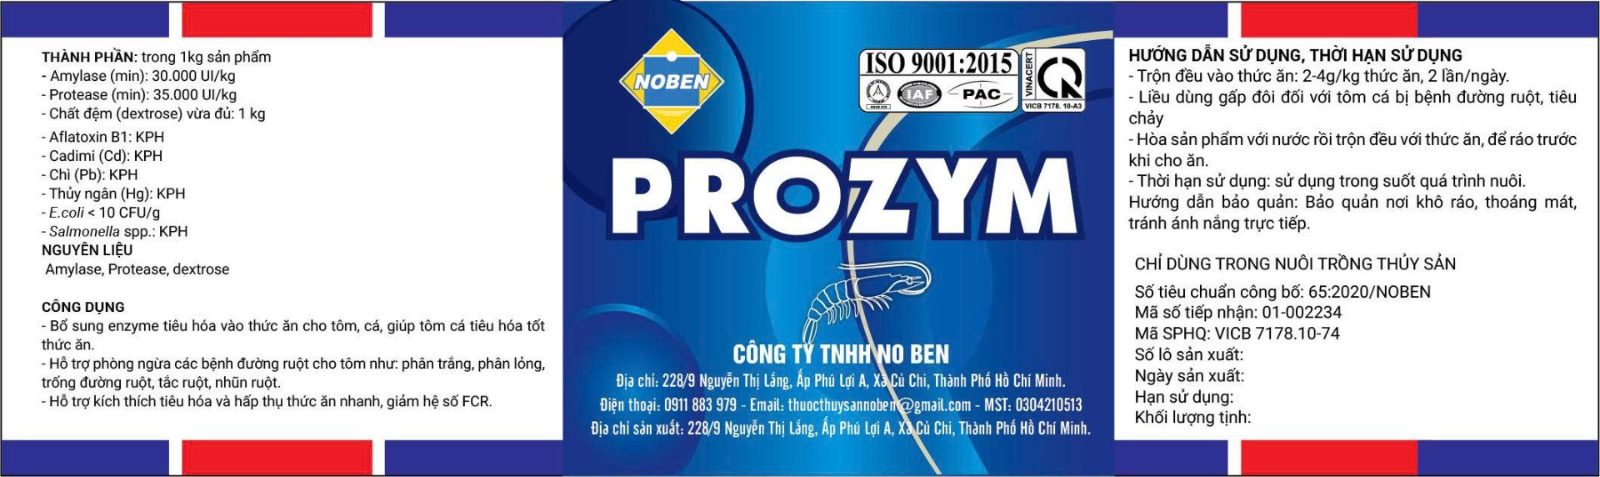 THÀNH PHẦN: trong 1kg sản phẩm
- Amylase (min): 30.000 UI/kg
- Protease (min): 35.000 UI/kg
- Chất đệm (dextrose) vừa đủ: 1 kg
- Aflatoxin B1: KPH
- Cadimi (Cd): KPH
- Chì (Pb): KPH
- Thủy ngân (Hg): KPH
- E.coli < 10 CFU/g
- Salmonella spp.: KPH
NGUYÊN LIỆU
Amylase, Protease, dextrose
CÔNG DỤNG
- Bổ sung enzyme tiêu hóa vào thức ăn cho tôm, cá, giúp tôm cá tiêu hóa tốt
thức ăn.
- Hỗ trợ phòng ngừa các bệnh đường ruột cho tôm như: phân trắng, phân lỏng,
trống đường ruột, tắc ruột, nhũn ruột.
- Hỗ trợ kích thích tiêu hóa và hấp thụ thức ăn nhanh, giảm hệ số FCR.
NOBEN
ISO 9001:2015
IAF
PAC
VINACERT
VICB 7178. 10-A3
PROZYM
CÔNG TY TNHH NO BEN
Địa chỉ: 228/9 Nguyễn Thị Lắng, Ấp Phú Lợi A, Xã Củ Chi, Thành Phố Hồ Chí Minh.
Điện thoại: 0911 883 979 - Email: thuocthuysannoben@gmail.com - MST: 0304210513
Địa chỉ sản xuất: 228/9 Nguyễn Thị Lắng, Ấp Phú Lợi A, Xã Củ Chi, Thành Phố Hồ Chí Minh.
HƯỚNG DẪN SỬ DỤNG, THỜI HẠN SỬ DỤNG
- Trộn đều vào thức ăn: 2-4g/kg thức ăn, 2 lần/ngày.
- Liều dùng gấp đôi đối với tôm cá bị bệnh đường ruột, tiêu
chảy
- Hòa sản phẩm với nước rồi trộn đều với thức ăn, để ráo trước
khi cho ăn.
- Thời hạn sử dụng: sử dụng trong suốt quá trình nuôi.
Hướng dẫn bảo quản: Bảo quản nơi khô ráo, thoáng mát,
tránh ánh nắng trực tiếp.
CHỈ DÙNG TRONG NUÔI TRỒNG THỦY SẢN
Số tiêu chuẩn công bố: 65:2020/NOBEN
Mã số tiếp nhận: 01-002234
Mã SPHQ: VICB 7178.10-74
Số lô sản xuất:
Ngày sản xuất:
Hạn sử dụng:
Khối lượng tịnh: